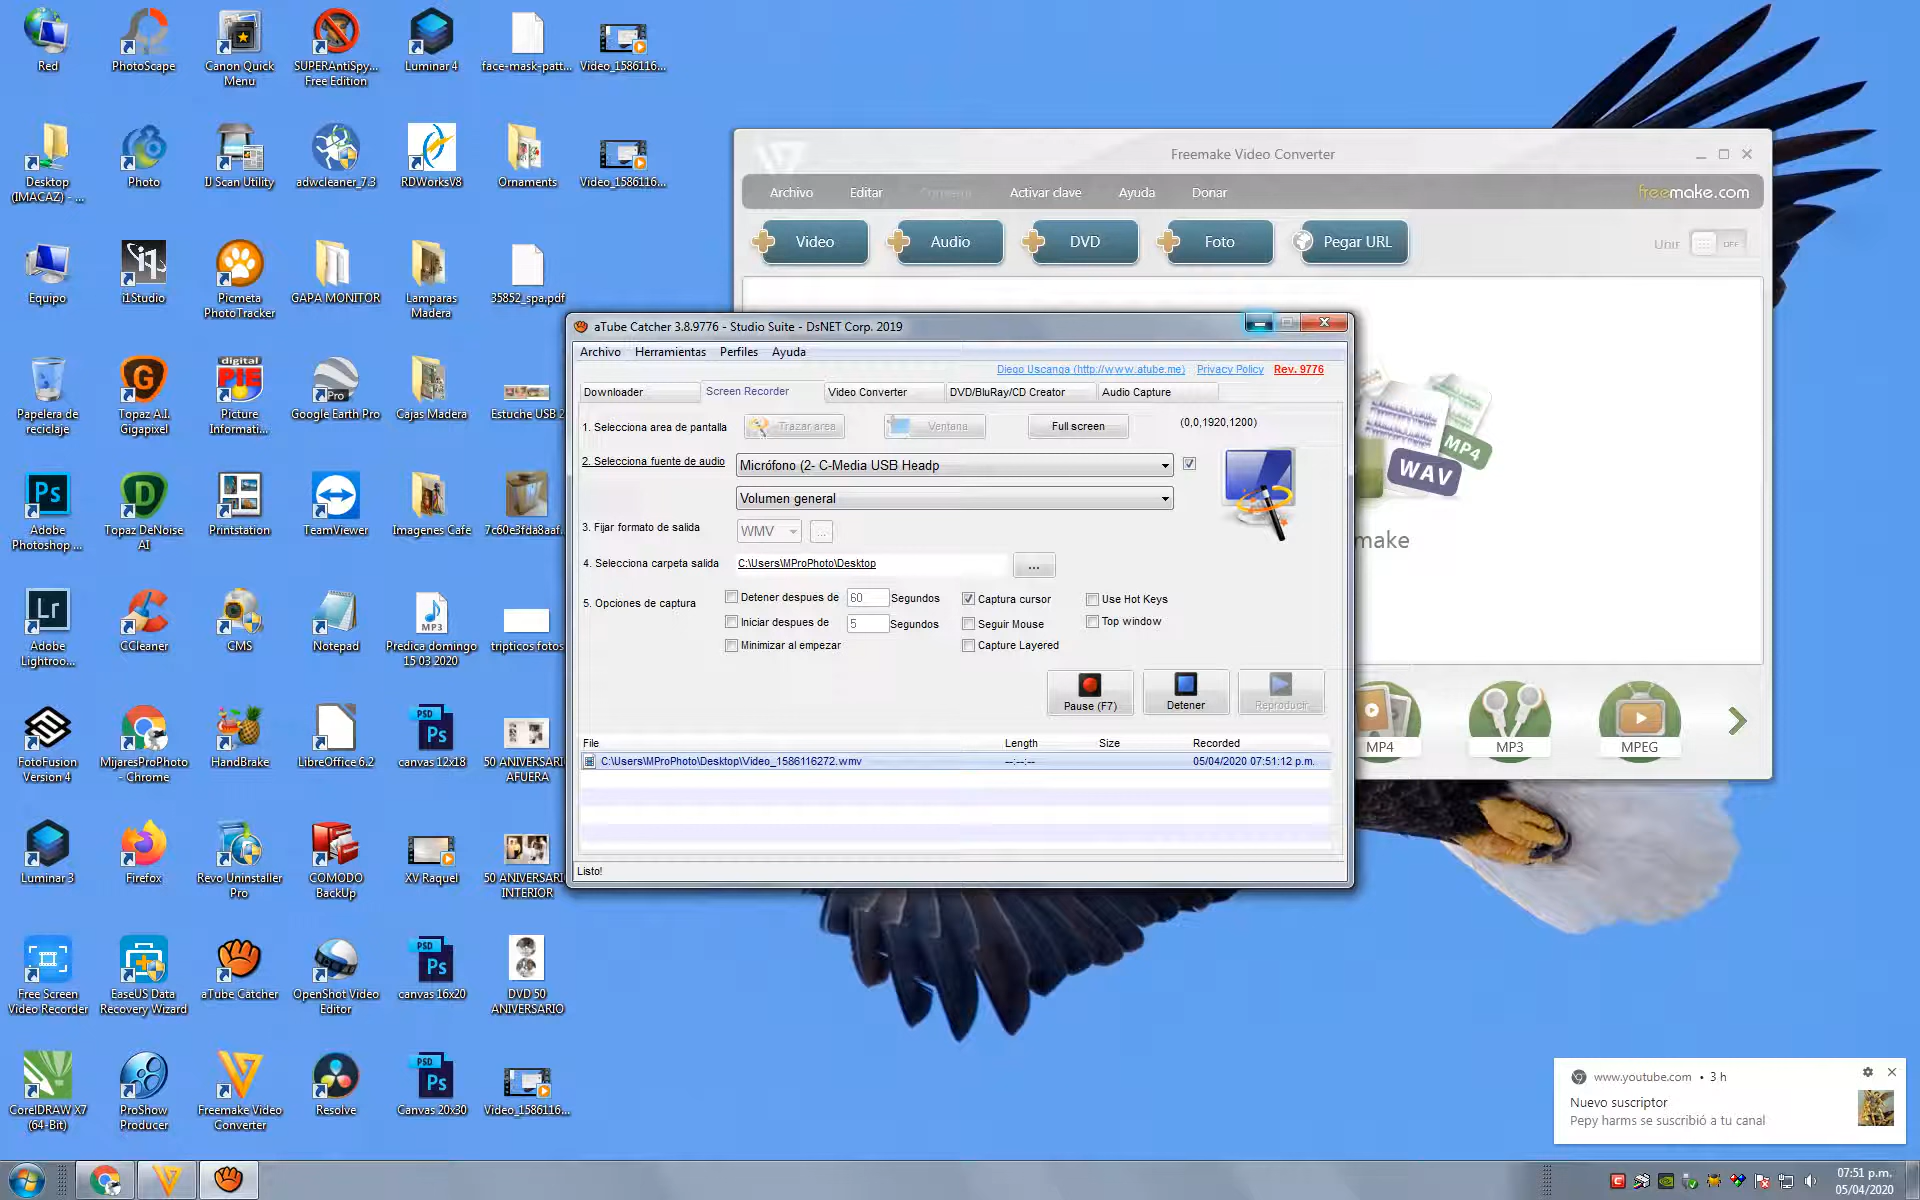 Red
PhotoScape
Canon Quick
Menu
SUPERAntiSpy...
Free Edition
Luminar 4
face-mask-patt...
Video_1586116...
Desktop
(IMACAZ) - ...
Photo
IJ Scan Utility
adwcleaner_7.3
RDWorksV8
Ornaments
Video_1586116...
Equipo
i1Studio
Picmeta
PhotoTracker
GAPA MONITOR
Lamparas
Madera
35852_spa.pdf
Papelera de
reciclaje
Topaz A.I.
Gigapixel
digital
PIE
Picture
Informati...
Pro
Google Earth Pro
Cajas Madera
Estuche USB 2
Ps
Adobe
Photoshop ...
Topaz DeNoise
AI
Printstation
TeamViewer
Imagenes Cafe
7c60e3fda8aaf...
Lr
Adobe
Lightroo...
CCleaner
CMS
Notepad
MP3
Predica domingo
15 03 2020
tripticos fotos
FotoFusion
Version 4
MijaresProPhoto
- Chrome
HandBrake
LibreOffice 6.2
PSD
Ps
canvas 12x18
50 ANIVERSARI
AFUERA
Luminar 3
Firefox
Revo Uninstaller
Pro
COMODO
BackUp
XV Raquel
50 ANIVERSARI
INTERIOR
Free Screen
Video Recorder
EaseUS Data
Recovery Wizard
aTube Catcher
OpenShot Video
Editor
PSD
Ps
canvas 16x20
DVD 50
ANIVERSARIO
CorelDRAW X7
(64-Bit)
ProShow
Producer
Freemake Video
Converter
Resolve
PSD
Ps
Canvas 20x30
Video_1586116...
Freemake Video Converter
Archivo
Editar
Activar clave
Ayuda
Donar
freemake.com
Video
Audio
DVD
Foto
Pegar URL
Unir
OFF
MP4
WAV
make
MP4
MP3
MPEG
aTube Catcher 3.8.9776 - Studio Suite - DsNET Corp. 2019
Archivo
Herramientas
Perfiles
Ayuda
Diego Uscanga (http://www.atube.me)
Privacy Policy
Rev. 9776
Downloader
Screen Recorder
Video Converter
DVD/BluRay/CD Creator
Audio Capture
1. Selecciona area de pantalla
Trazar area
Ventana
Full screen
(0,0,1920,1200)
2. Selecciona fuente de audio
Micrófono (2- C-Media USB Headp
Volumen general
3. Fijar formato de salida
WMV
...
4. Selecciona carpeta salida
C:\Users\MProPhoto\Desktop
...
5. Opciones de captura
Detener despues de
60
Segundos
Captura cursor
Use Hot Keys
Iniciar despues de
5
Segundos
Seguir Mouse
Top window
Minimizar al empezar
Capture Layered
Pause (F7)
Detener
Reproducir
File
Length
Size
Recorded
C:\Users\MProPhoto\Desktop\Video_1586116272.wmv
--:--:--
05/04/2020 07:51:12 p.m.
Listo!
www.youtube.com • 3 h
Nuevo suscriptor
Pepy harms se suscribió a tu canal
07:51 p.m.
05/04/2020